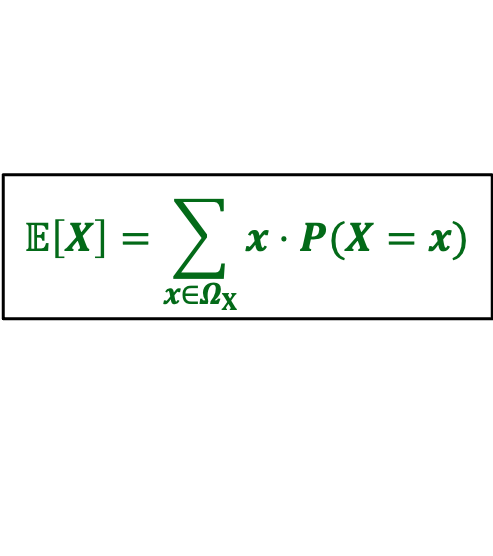 𝔼[X] = ∑ x · P(X = x)
x∈Ω_X